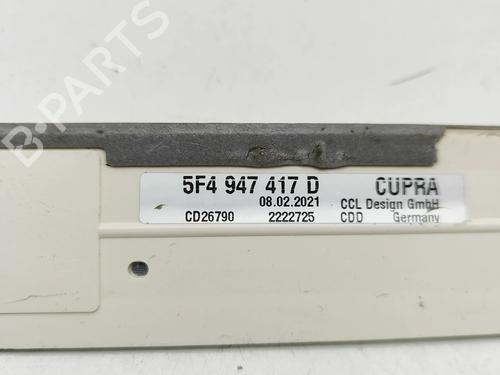 B-PARTS
5F4 947 417 D CUPRA
08.02.2021 CCL Design GmbH
CD26790 2222725 CDD Germany